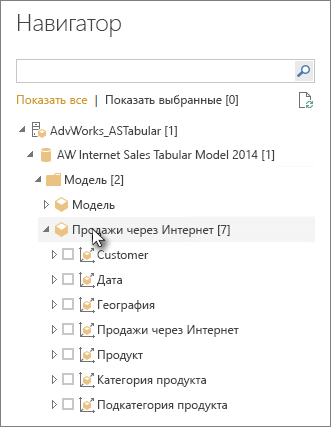 Навигатор
Показать все | Показать выбранные [0]
AdvWorks_ASTabular [1]
AW Internet Sales Tabular Model 2014 [1]
Модель [2]
Модель
Продажи через Интернет [7]
Customer
Дата
География
Продажи через Интернет
Продукт
Категория продукта
Подкатегория продукта